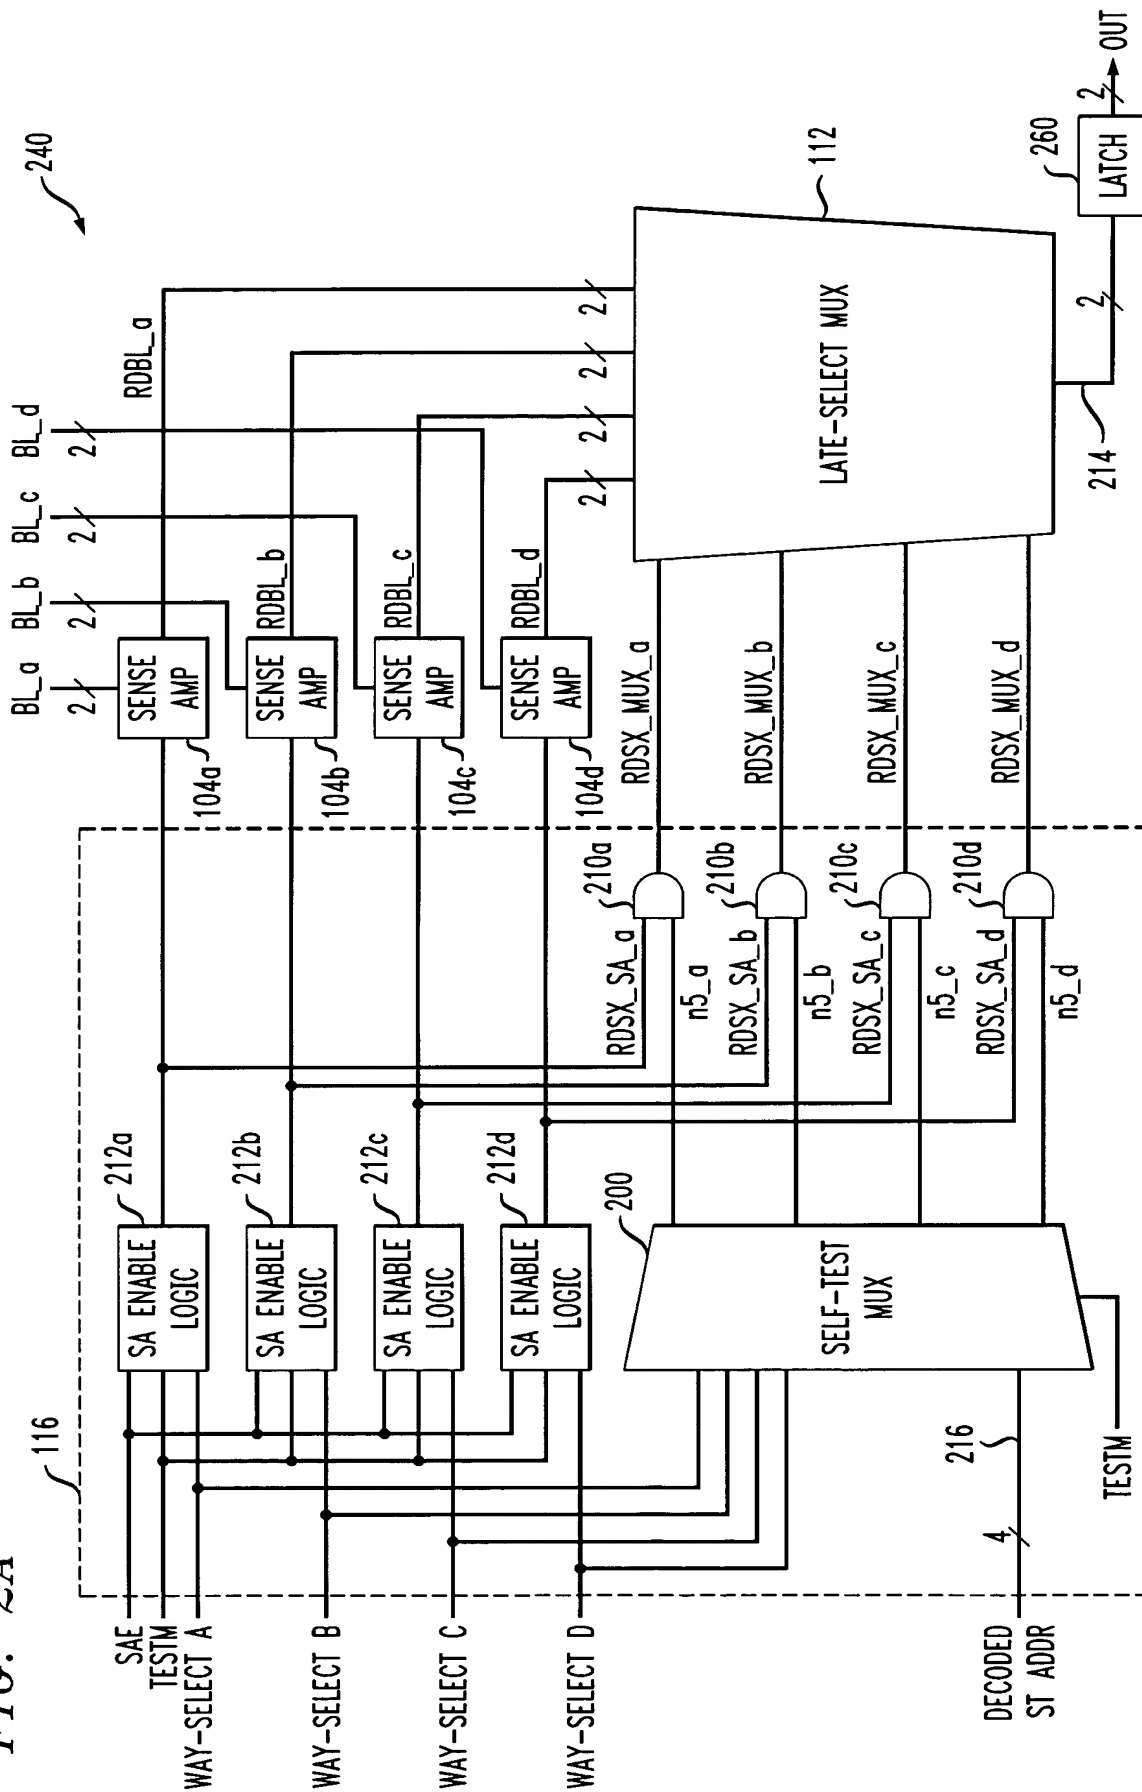 FIG. 2A
240
116
SAE
TESTM
WAY-SELECT A
WAY-SELECT B
WAY-SELECT C
WAY-SELECT D
DECODED
ST ADDR
4
216
TESTM
212a
SA ENABLE
LOGIC
212b
SA ENABLE
LOGIC
212c
SA ENABLE
LOGIC
212d
SA ENABLE
LOGIC
200
SELF-TEST
MUX
RDSX_SA_a
n5_a
RDSX_SA_b
n5_b
RDSX_SA_c
n5_c
RDSX_SA_d
n5_d
210a
210b
210c
210d
RDSX_MUX_a
RDSX_MUX_b
RDSX_MUX_c
RDSX_MUX_d
BL_a
2
BL_b
2
BL_c
2
BL_d
2
SENSE
AMP
104a
SENSE
AMP
104b
SENSE
AMP
104c
SENSE
AMP
104d
RDBL_a
RDBL_b
RDBL_c
RDBL_d
2
2
2
2
LATE-SELECT MUX
112
214
2
LATCH
260
2
OUT